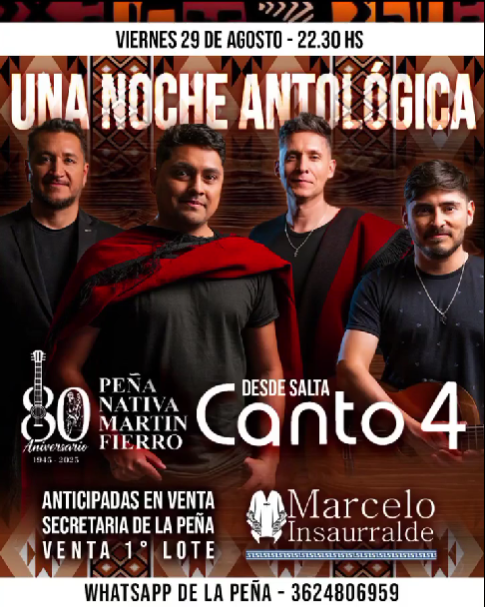 VIERNES 29 DE AGOSTO - 22.30 HS
UNA NOCHE ANTOLÓGICA
80
Aniversario
1945 - 2025
PEÑA
NATIVA
MARTIN
FIERRO
DESDE SALTA
Canto 4
ANTICIPADAS EN VENTA
SECRETARIA DE LA PEÑA
VENTA 1° LOTE
Marcelo
Insaurralde
WHATSAPP DE LA PEÑA - 3624806959